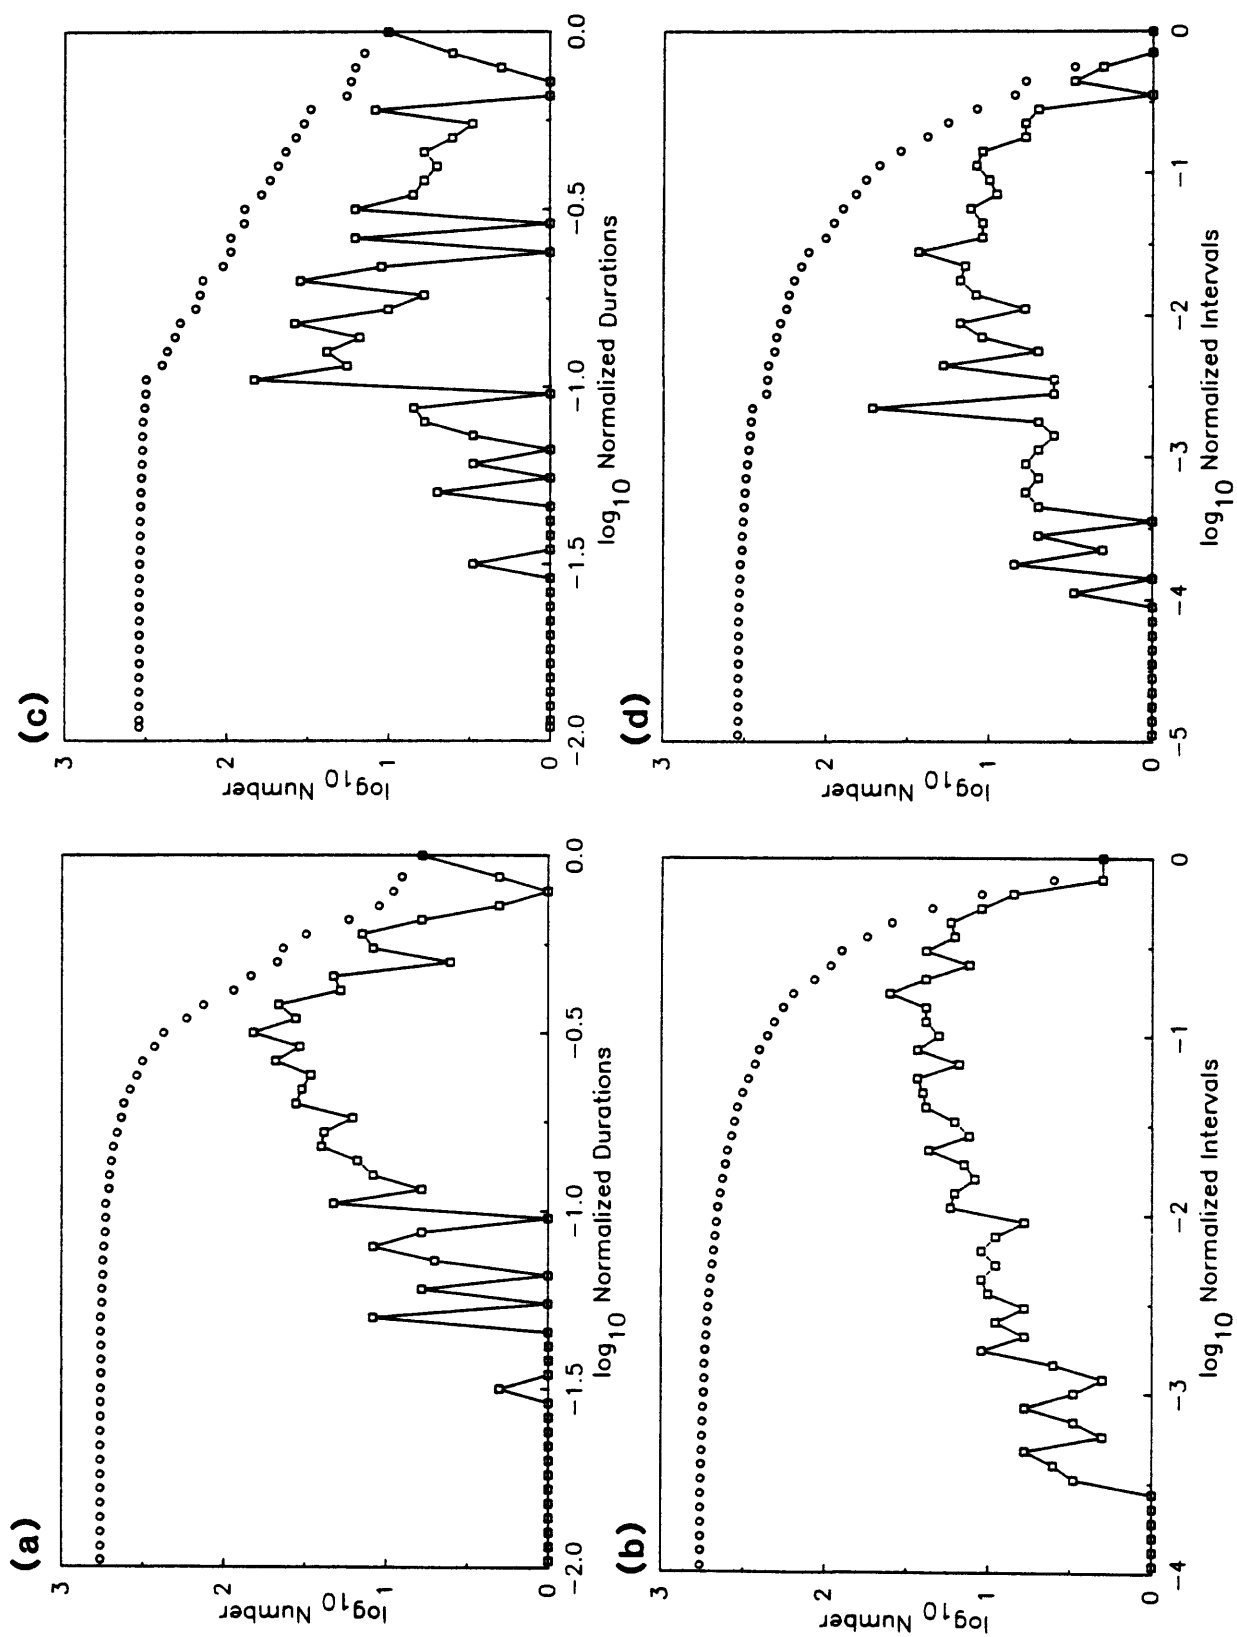 (a)
3
2
1
0
log10 Number
−2.0 −1.5 −1.0 −0.5 0.0
log10 Normalized Durations
(c)
3
2
1
0
log10 Number
−2.0 −1.5 −1.0 −0.5 0.0
log10 Normalized Durations
(b)
3
2
1
0
log10 Number
−4 −3 −2 −1 0
log10 Normalized Intervals
(d)
3
2
1
0
log10 Number
−5 −4 −3 −2 −1 0
log10 Normalized Intervals